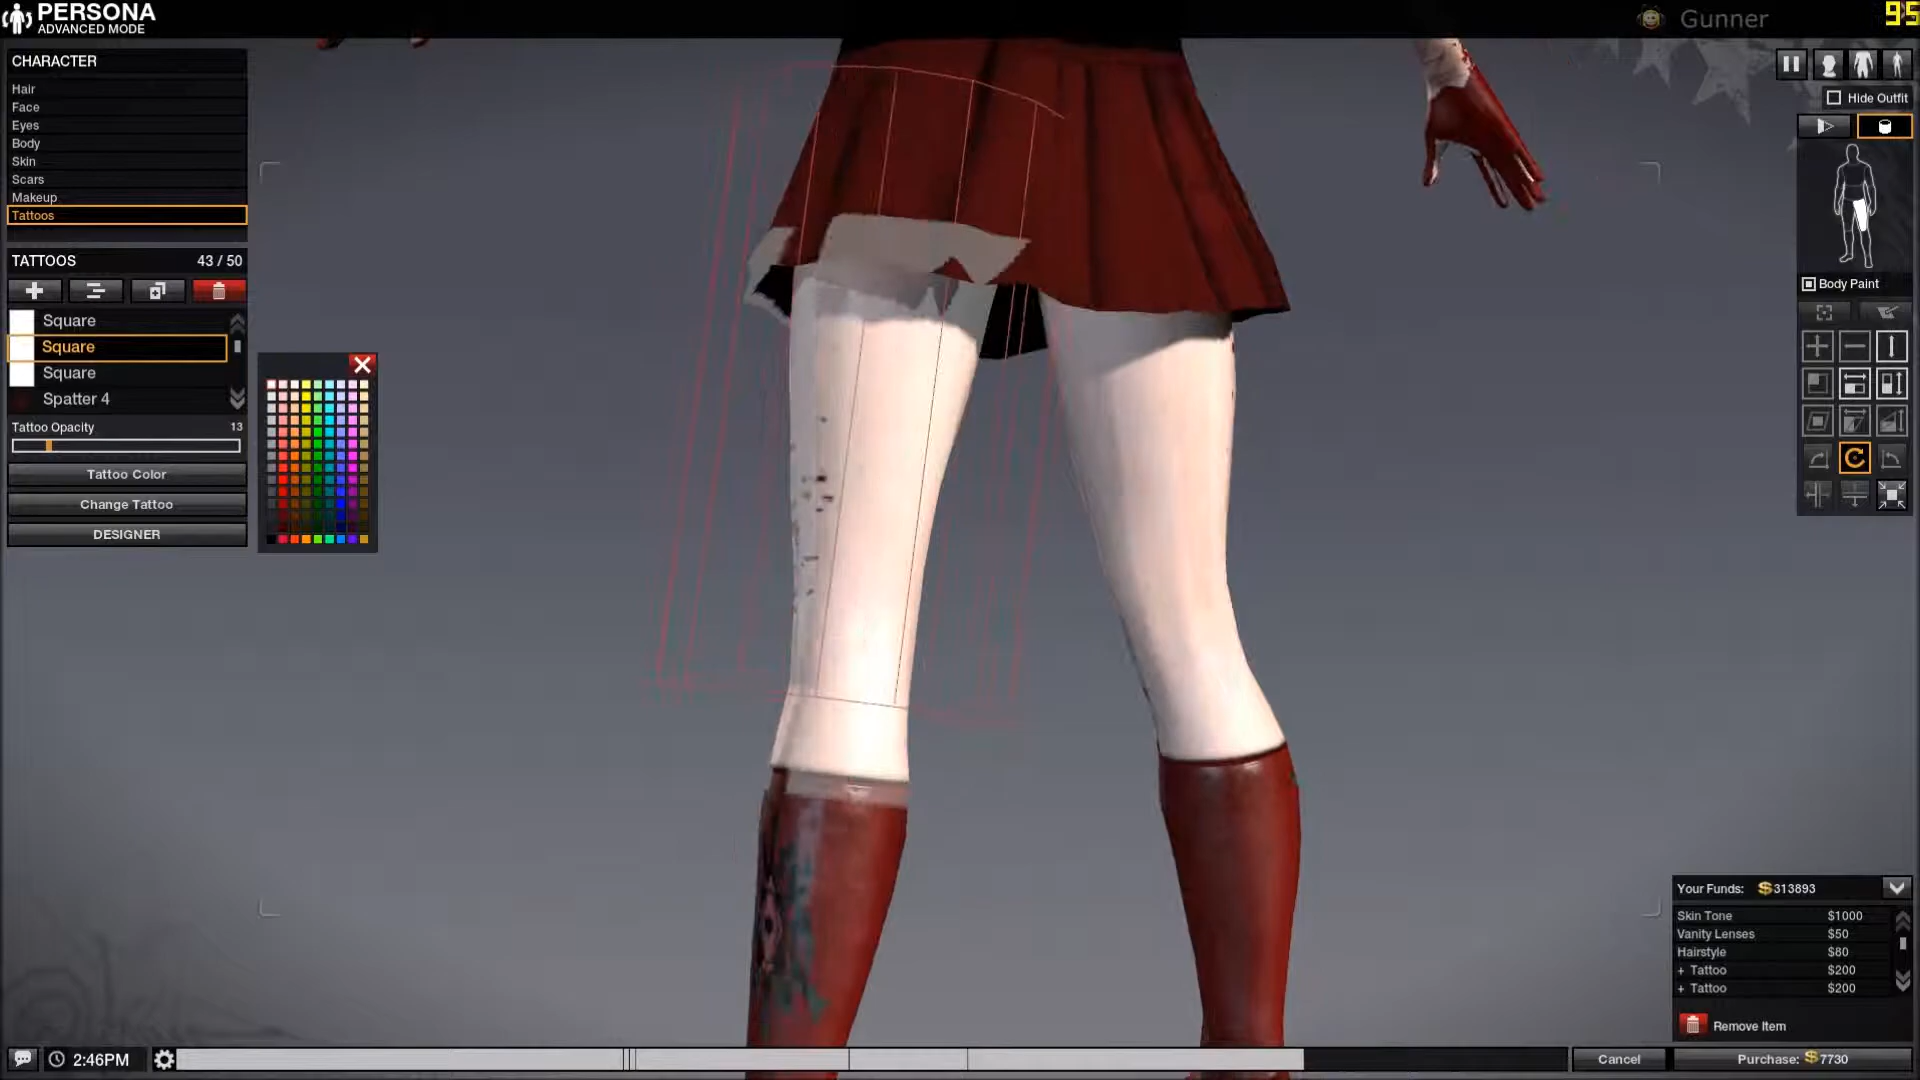 PERSONA
ADVANCED MODE
Gunner
95
CHARACTER
Hair
Face
Eyes
Body
Skin
Scars
Makeup
Tattoos
TATTOOS 43 / 50
Square
Square
Square
Spatter 4
Tattoo Opacity 13
Tattoo Color
Change Tattoo
DESIGNER
Hide Outfit
Body Paint
Your Funds: $313893
Skin Tone $1000
Vanity Lenses $50
Hairstyle $80
+ Tattoo $200
+ Tattoo $200
Remove Item
2:46PM
Cancel
Purchase: $7730